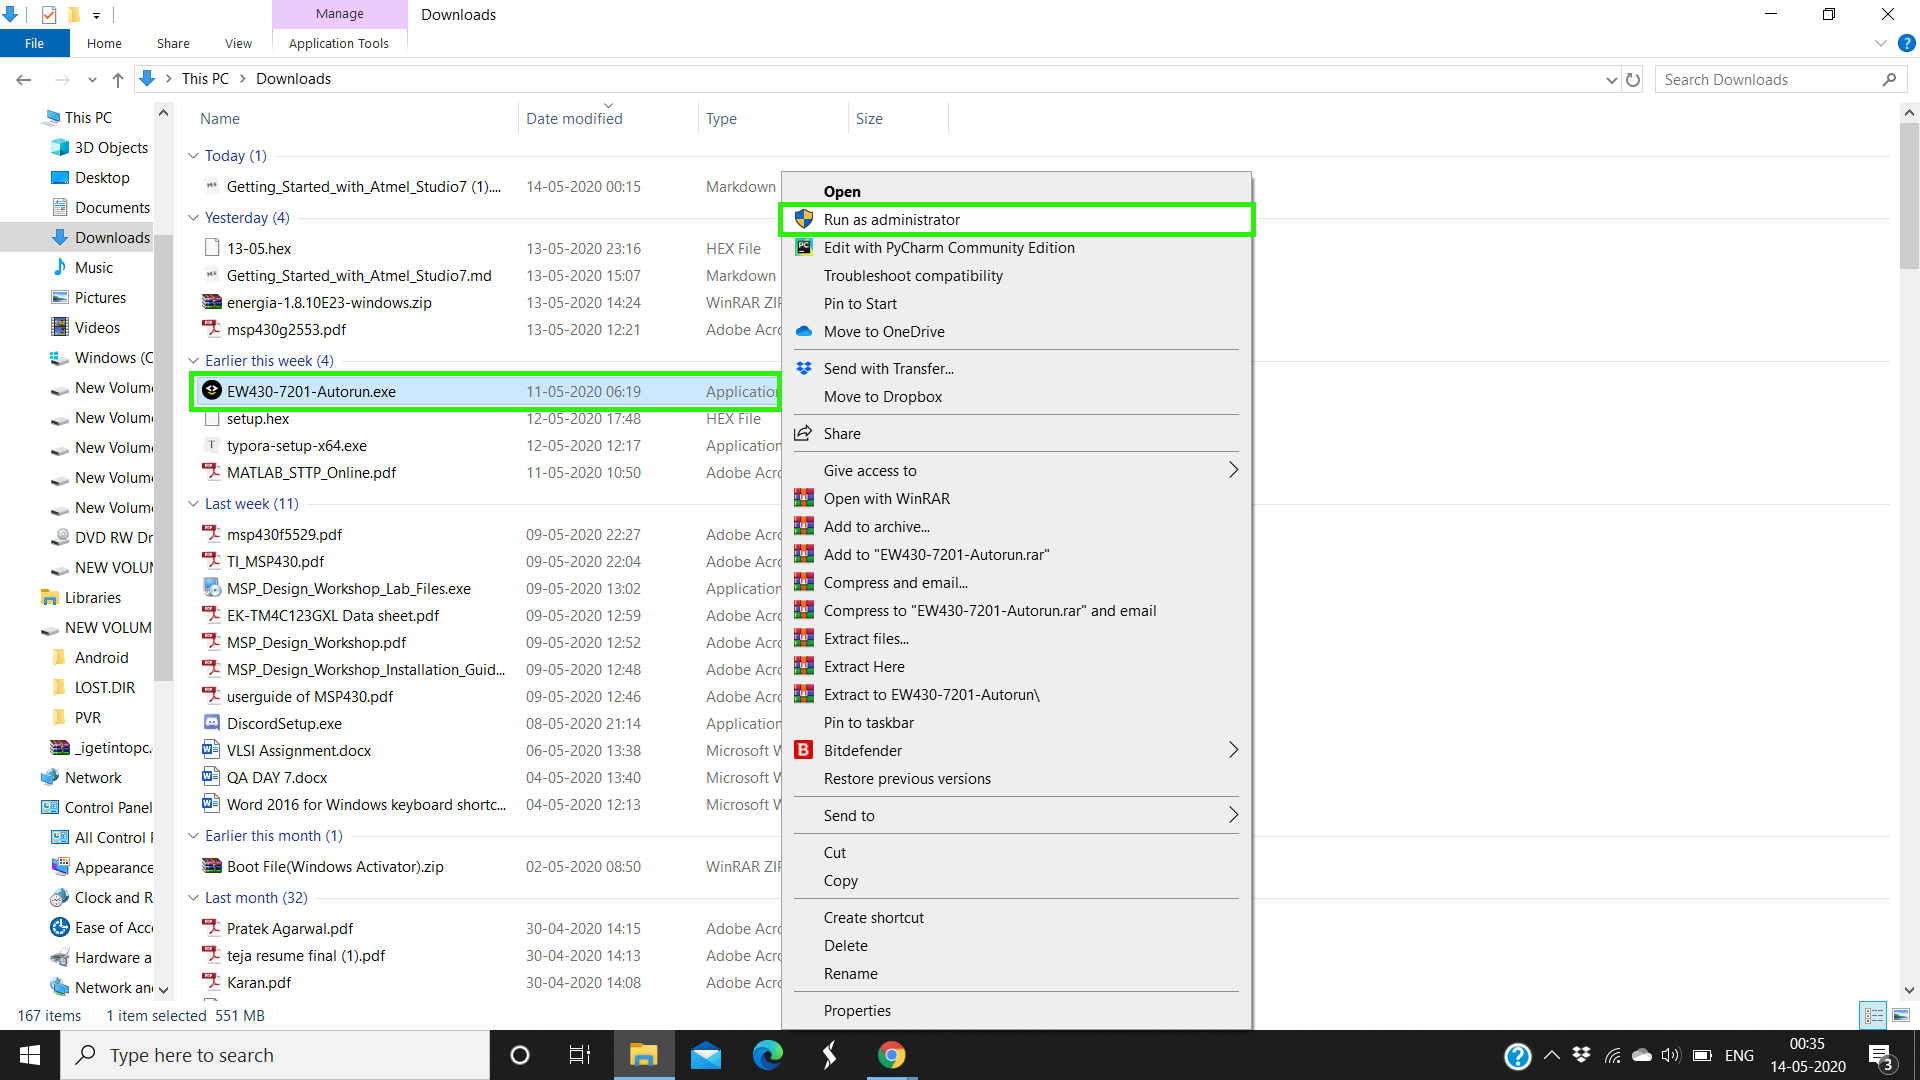 Manage
Downloads
File
Home
Share
View
Application Tools
This PC
Downloads
Search Downloads
Name
Date modified
Type
Size
This PC
3D Objects
Desktop
Documents
Downloads
Music
Pictures
Videos
Windows (C
New Volum
New Volum
New Volum
New Volum
New Volum
DVD RW Dr
NEW VOLU
Libraries
NEW VOLUM
Android
LOST.DIR
PVR
_igetintopc.
Network
Control Panel
All Control
Appearance
Clock and R
Ease of Acc
Hardware a
Network an
Today (1)
Getting_Started_with_Atmel_Studio7 (1).... 14-05-2020 00:15 Markdown
Yesterday (4)
13-05.hex 13-05-2020 23:16 HEX File
Getting_Started_with_Atmel_Studio7.md 13-05-2020 15:07 Markdown
energia-1.8.10E23-windows.zip 13-05-2020 14:24 WinRAR ZI
msp430g2553.pdf 13-05-2020 12:21 Adobe Acr
Earlier this week (4)
EW430-7201-Autorun.exe 11-05-2020 06:19 Application
setup.hex 12-05-2020 17:48 HEX File
typora-setup-x64.exe 12-05-2020 12:17 Application
MATLAB_STTP_Online.pdf 11-05-2020 10:50 Adobe Acr
Last week (11)
msp430f5529.pdf 09-05-2020 22:27 Adobe Acr
TI_MSP430.pdf 09-05-2020 22:04 Adobe Acr
MSP_Design_Workshop_Lab_Files.exe 09-05-2020 13:02 Application
EK-TM4C123GXL Data sheet.pdf 09-05-2020 12:59 Adobe Acr
MSP_Design_Workshop.pdf 09-05-2020 12:52 Adobe Acr
MSP_Design_Workshop_Installation_Guid... 09-05-2020 12:48 Adobe Acr
userguide of MSP430.pdf 09-05-2020 12:46 Adobe Acr
DiscordSetup.exe 08-05-2020 21:14 Application
VLSI Assignment.docx 06-05-2020 13:38 Microsoft W
QA DAY 7.docx 04-05-2020 13:40 Microsoft W
Word 2016 for Windows keyboard shortc... 04-05-2020 12:13 Microsoft W
Earlier this month (1)
Boot File(Windows Activator).zip 02-05-2020 08:50 WinRAR ZI
Last month (32)
Pratek Agarwal.pdf 30-04-2020 14:15 Adobe Acr
teja resume final (1).pdf 30-04-2020 14:13 Adobe Acr
Karan.pdf 30-04-2020 14:08 Adobe Acr
Open
Run as administrator
Edit with PyCharm Community Edition
Troubleshoot compatibility
Pin to Start
Move to OneDrive
Send with Transfer...
Move to Dropbox
Share
Give access to
Open with WinRAR
Add to archive...
Add to "EW430-7201-Autorun.rar"
Compress and email...
Compress to "EW430-7201-Autorun.rar" and email
Extract files...
Extract Here
Extract to EW430-7201-Autorun\
Pin to taskbar
Bitdefender
Restore previous versions
Send to
Cut
Copy
Create shortcut
Delete
Rename
Properties
167 items
1 item selected 551 MB
Type here to search
ENG
00:35
14-05-2020
3